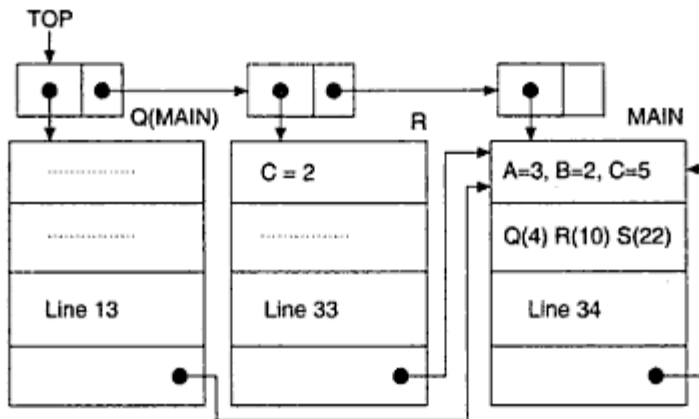 TOP
Q(MAIN)
R
MAIN
..............
C = 2
A=3, B=2, C=5
..............
..............
Q(4) R(10) S(22)
Line 13
Line 33
Line 34